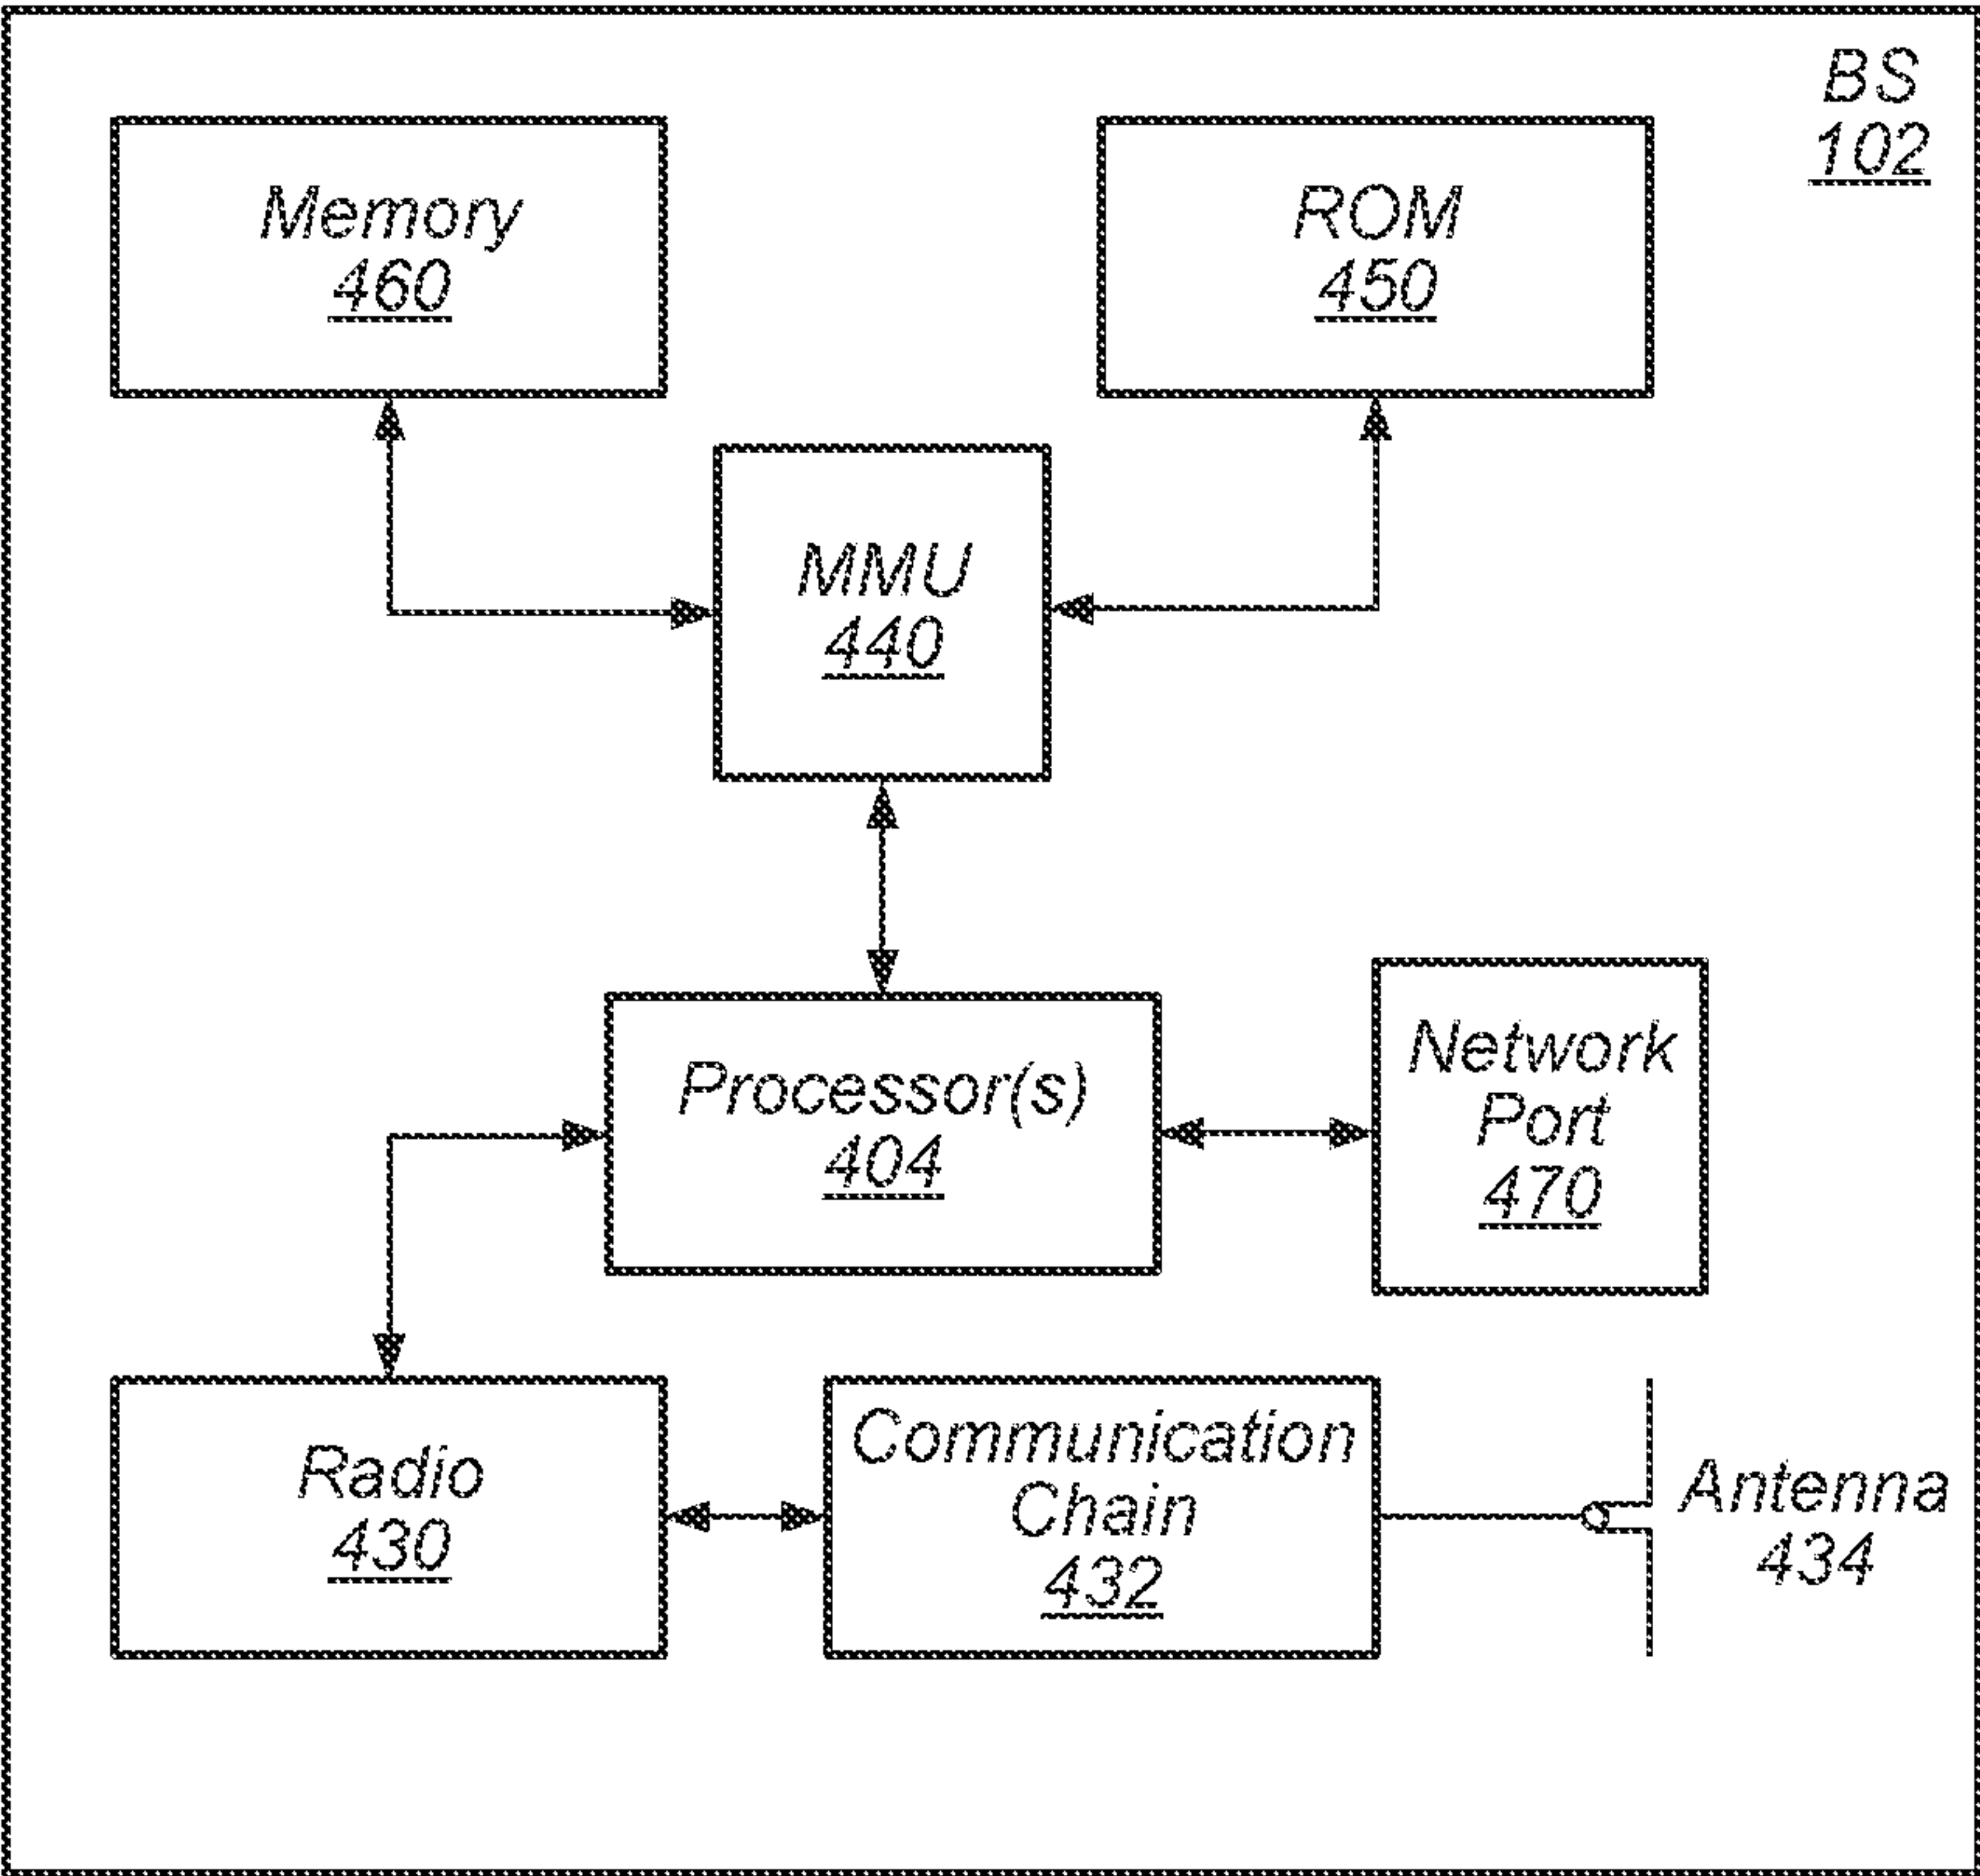 BS
102
Memory
460
ROM
450
MMU
440
Processor(s)
404
Network
Port
470
Radio
430
Communication
Chain
432
Antenna
434